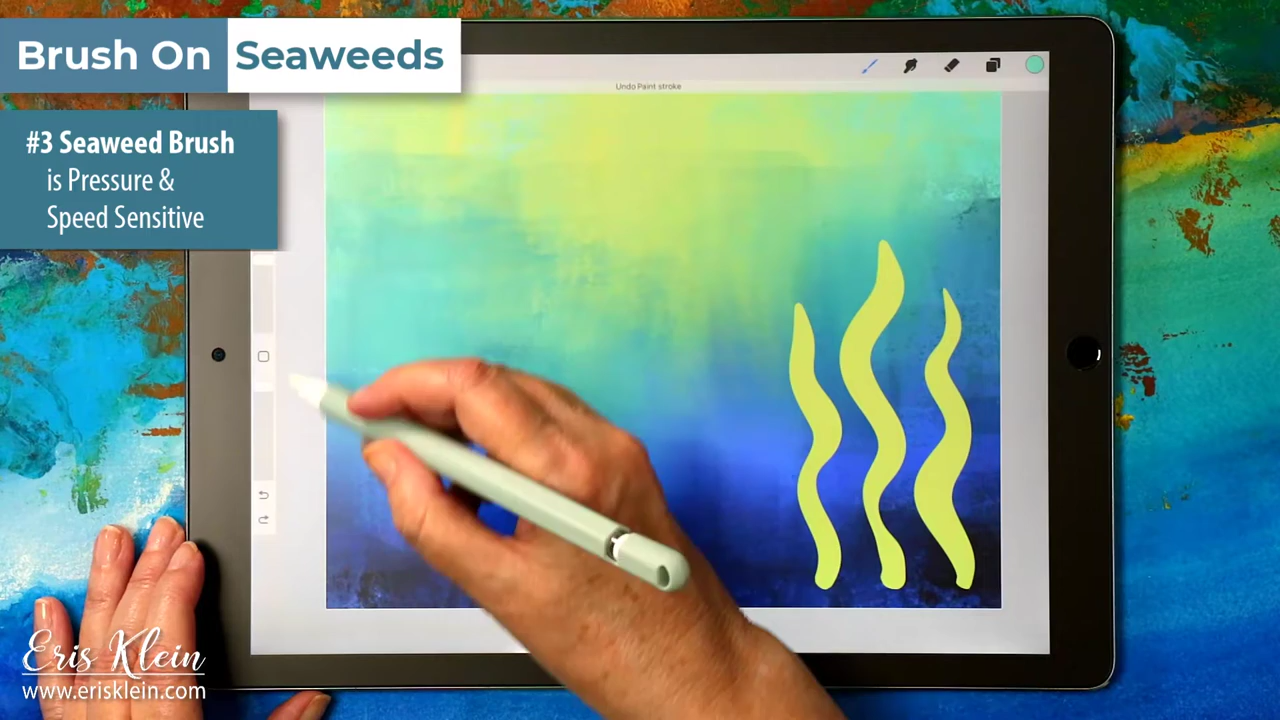 Brush On Seaweeds
#3 Seaweed Brush
is Pressure &
Speed Sensitive
Undo Paint stroke
Eris Klein
www.erisklein.com